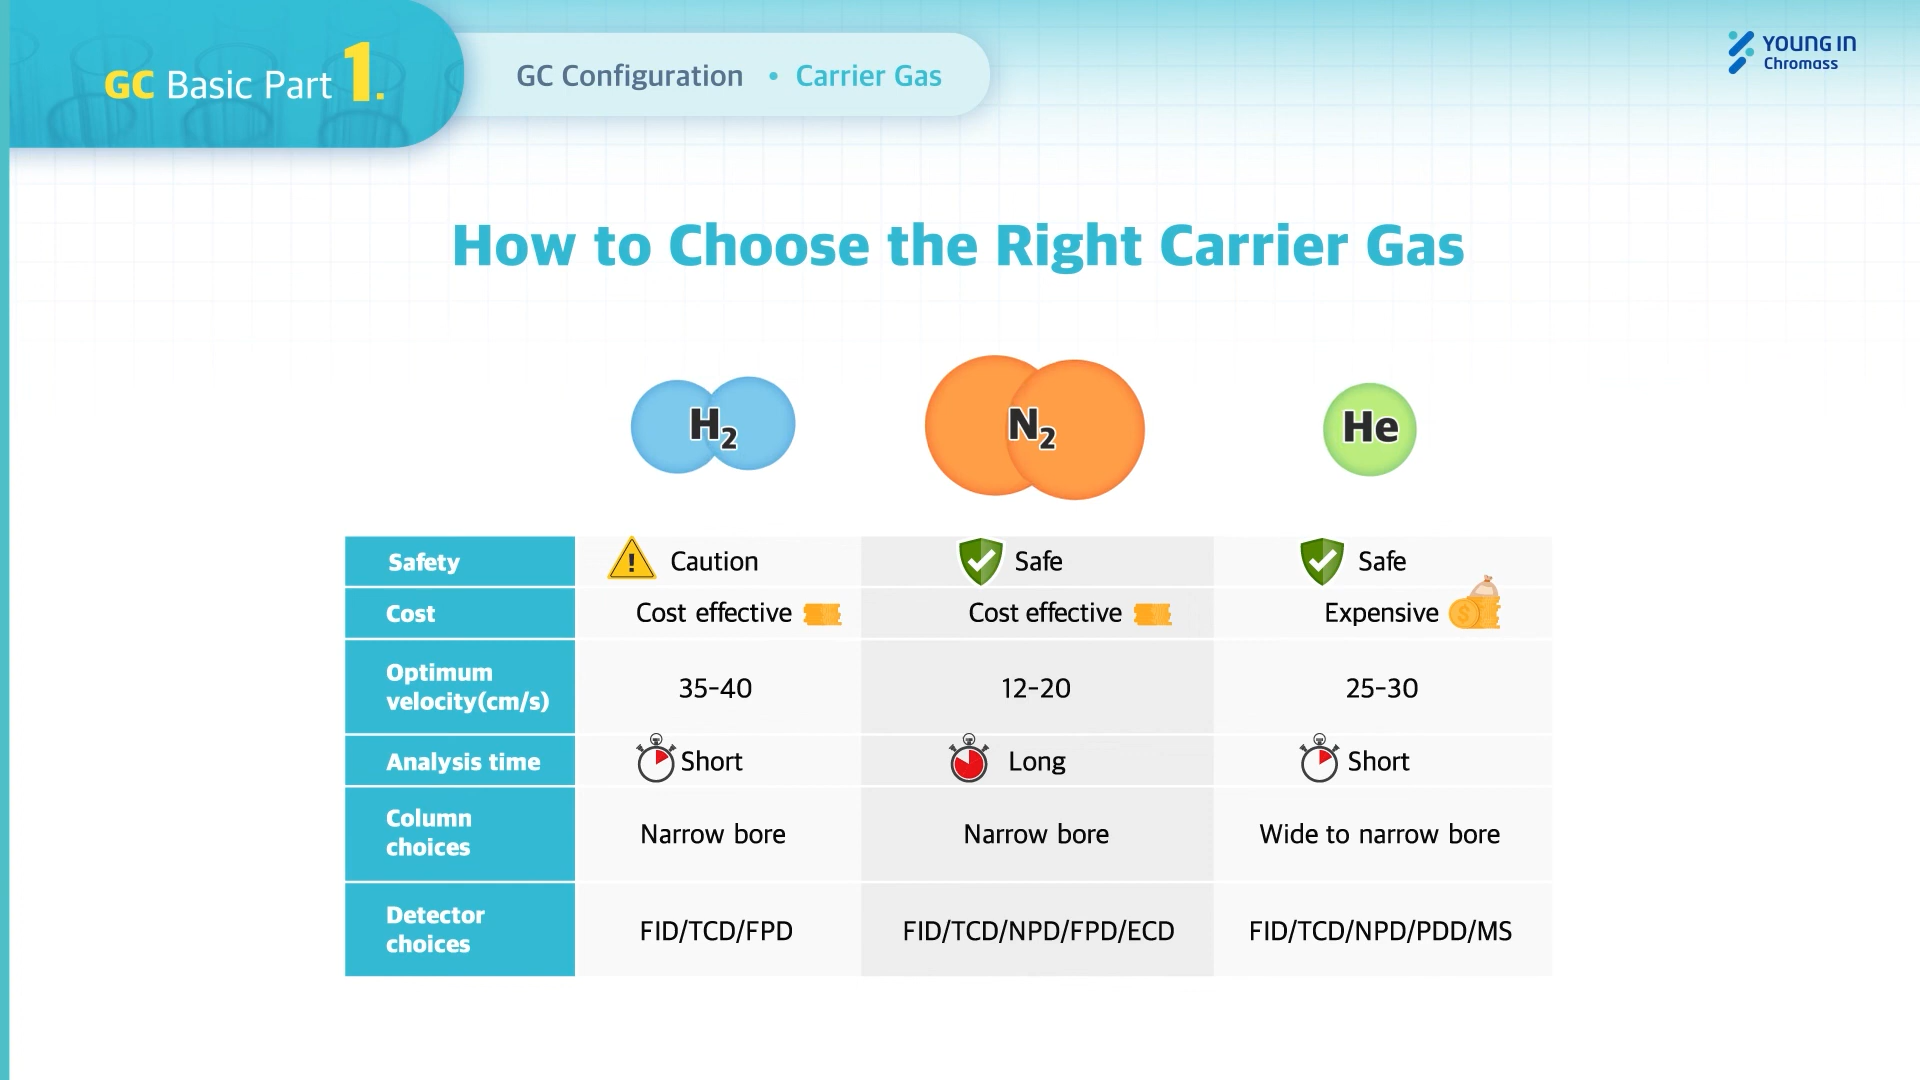 GC Basic Part 1.
GC Configuration • Carrier Gas
YOUNG IN
Chromass
How to Choose the Right Carrier Gas
H2
N2
He
Safety
Caution
Safe
Safe
Cost
Cost effective
Cost effective
Expensive
Optimum
velocity(cm/s)
35-40
12-20
25-30
Analysis time
Short
Long
Short
Column
choices
Narrow bore
Narrow bore
Wide to narrow bore
Detector
choices
FID/TCD/FPD
FID/TCD/NPD/FPD/ECD
FID/TCD/NPD/PDD/MS